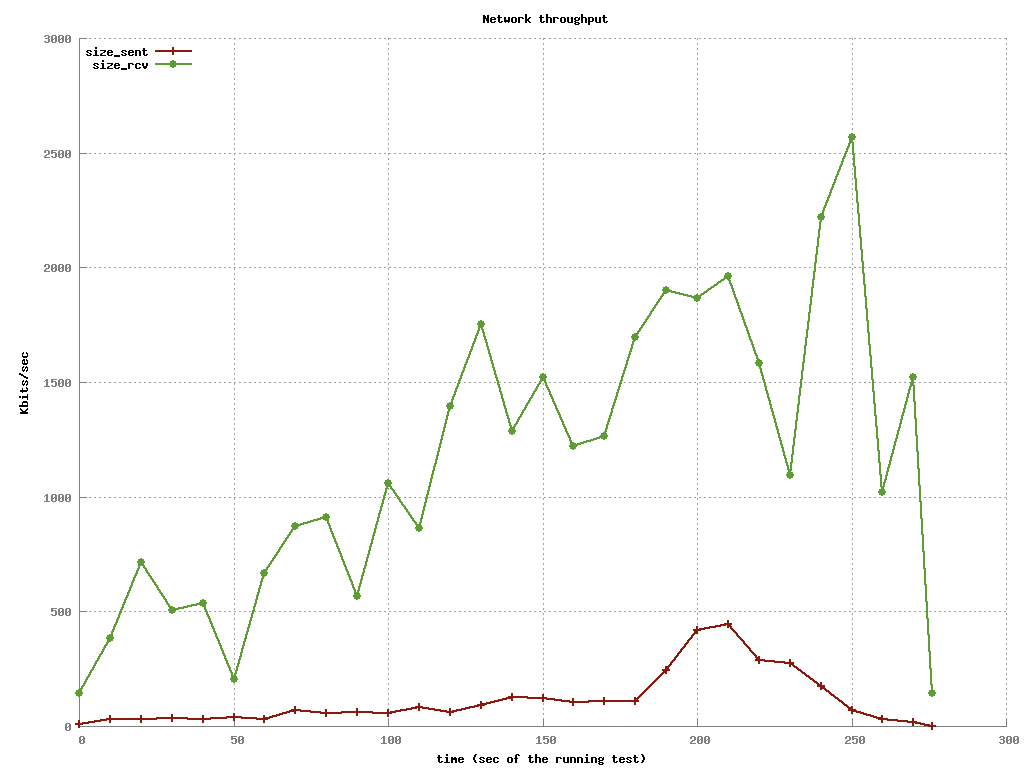 Network throughput
3000
size_sent
size_rcv
2500
2000
1500
Kbits/sec
1000
500
0
0 50 100 150 200 250 300
time (sec of the running test)